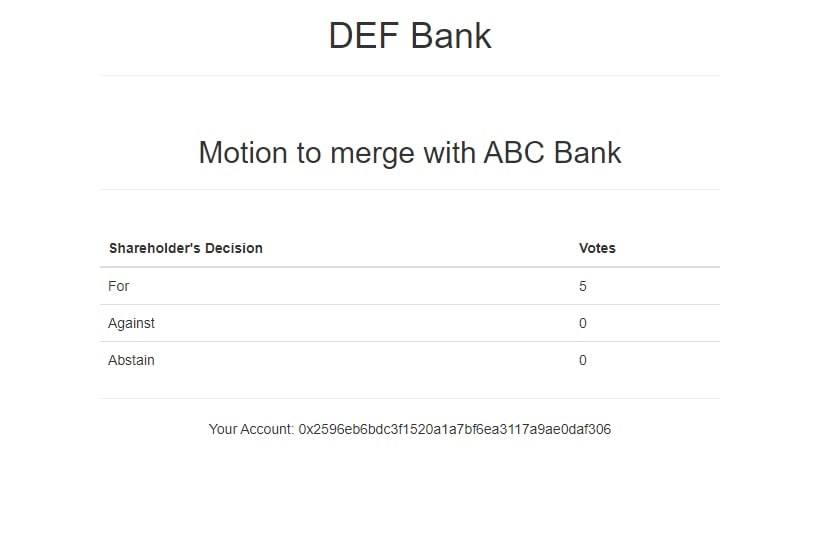 DEF Bank
Motion to merge with ABC Bank
Shareholder's Decision Votes
For 5
Against 0
Abstain 0
Your Account: 0x2596eb6bdc3f1520a1a7bf6ea3117a9ae0daf306